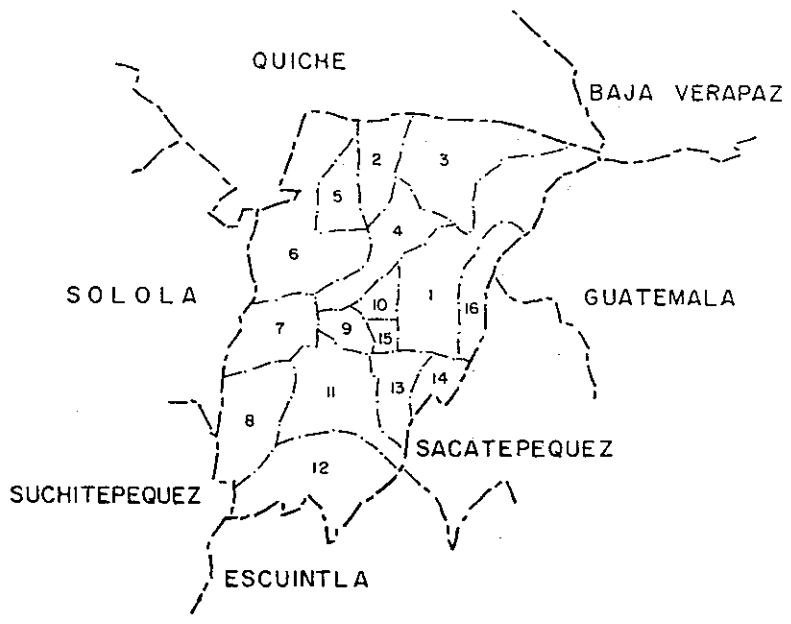 QUICHE
BAJA VERAPAZ
2
3
5
4
6
SOLOLA
GUATEMALA
1
16
10
7
9
15
14
13
11
8
SACATEPEQUEZ
12
SUCHITEPEQUEZ
ESCUINTLA